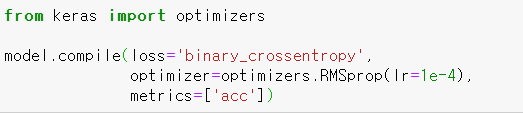 from keras import optimizers
model.compile(loss='binary_crossentropy',
              optimizer=optimizers.RMSprop(lr=1e-4),
              metrics=['acc'])